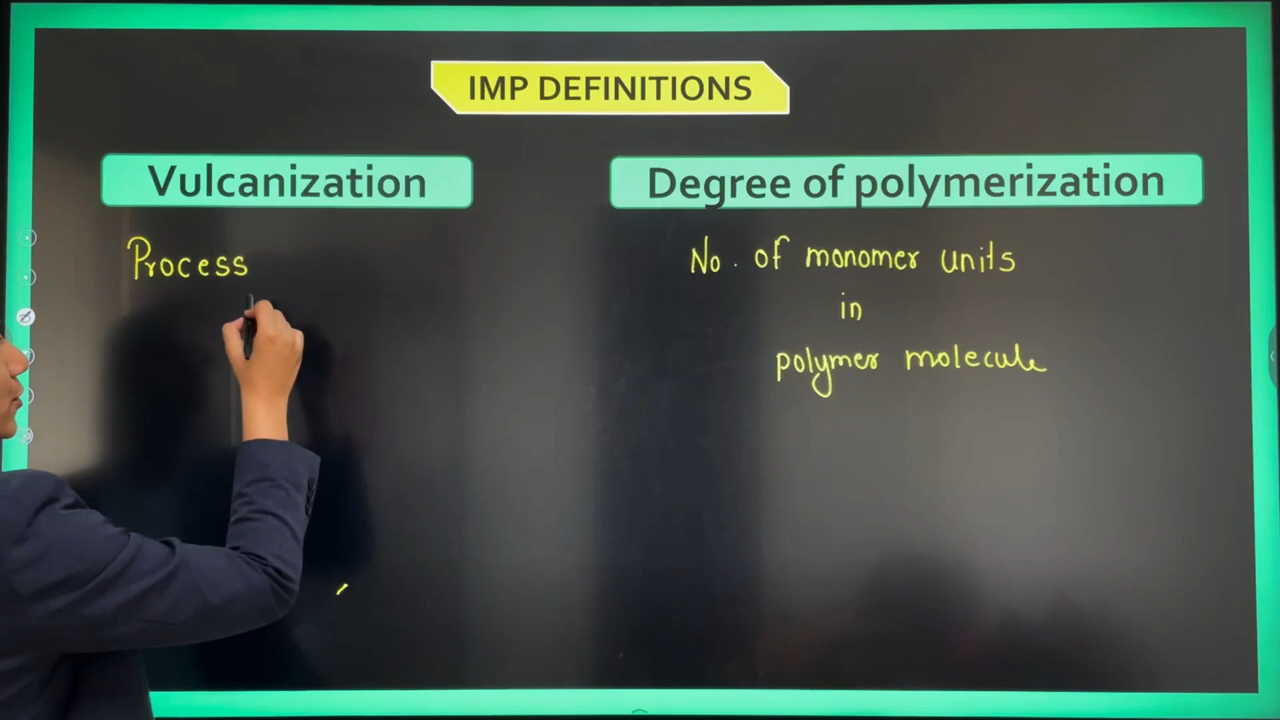 IMP DEFINITIONS
Vulcanization
Process
Degree of polymerization
No. of monomer units
in
polymer molecule